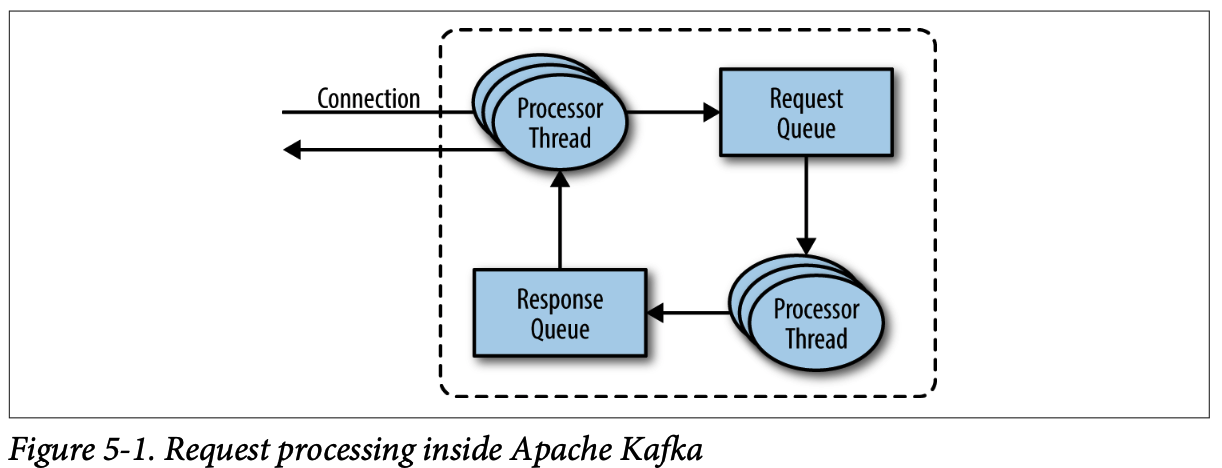 Connection
Processor
Thread
Request
Queue
Response
Queue
Processor
Thread
Figure 5-1. Request processing inside Apache Kafka